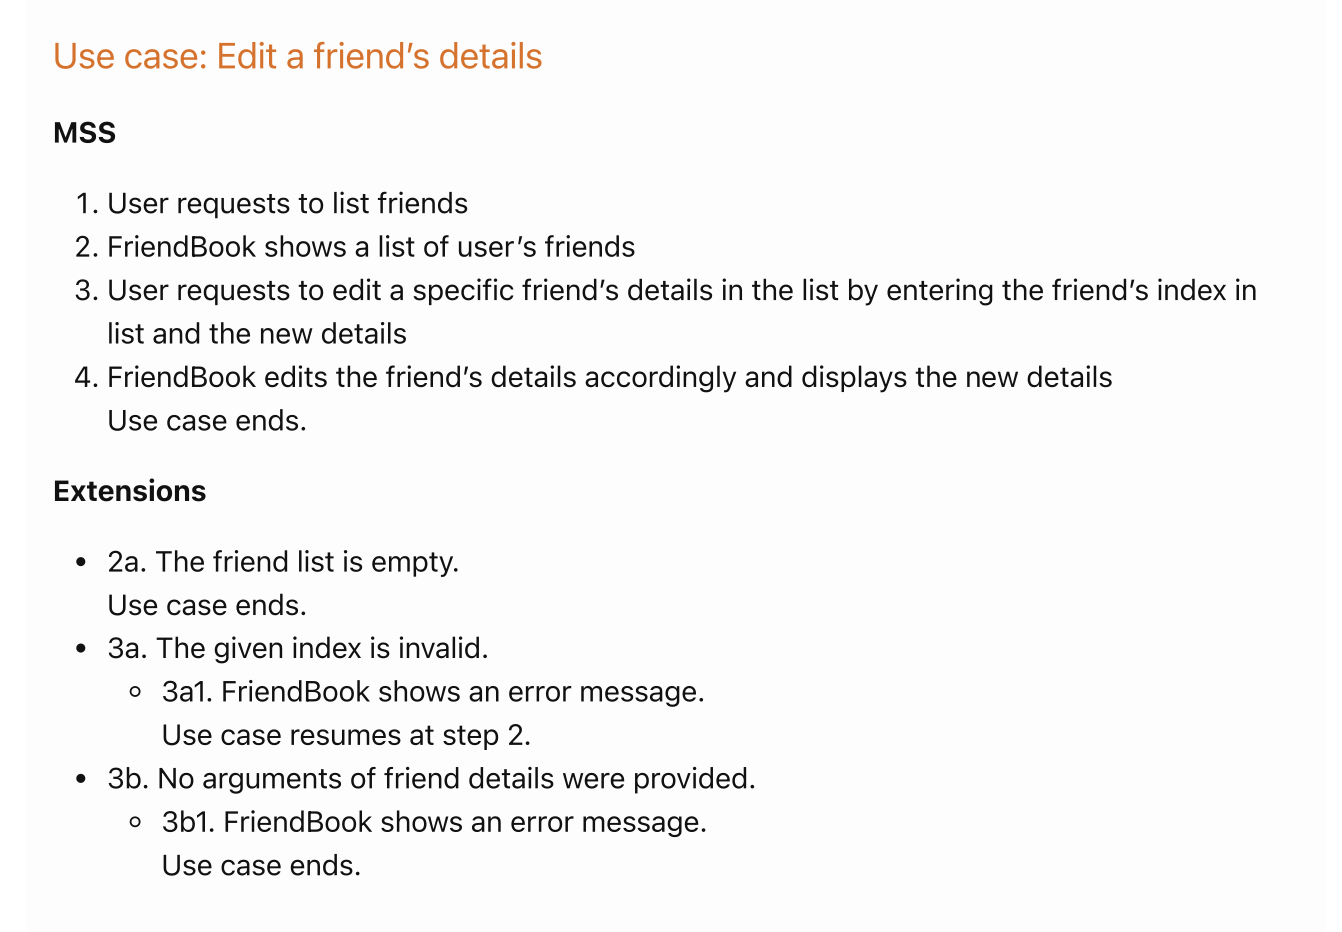 Use case: Edit a friend’s details
MSS
1. User requests to list friends
2. FriendBook shows a list of user’s friends
3. User requests to edit a specific friend’s details in the list by entering the friend’s index in
list and the new details
4. FriendBook edits the friend’s details accordingly and displays the new details
Use case ends.
Extensions
• 2a. The friend list is empty.
Use case ends.
• 3a. The given index is invalid.
◦ 3a1. FriendBook shows an error message.
Use case resumes at step 2.
• 3b. No arguments of friend details were provided.
◦ 3b1. FriendBook shows an error message.
Use case ends.